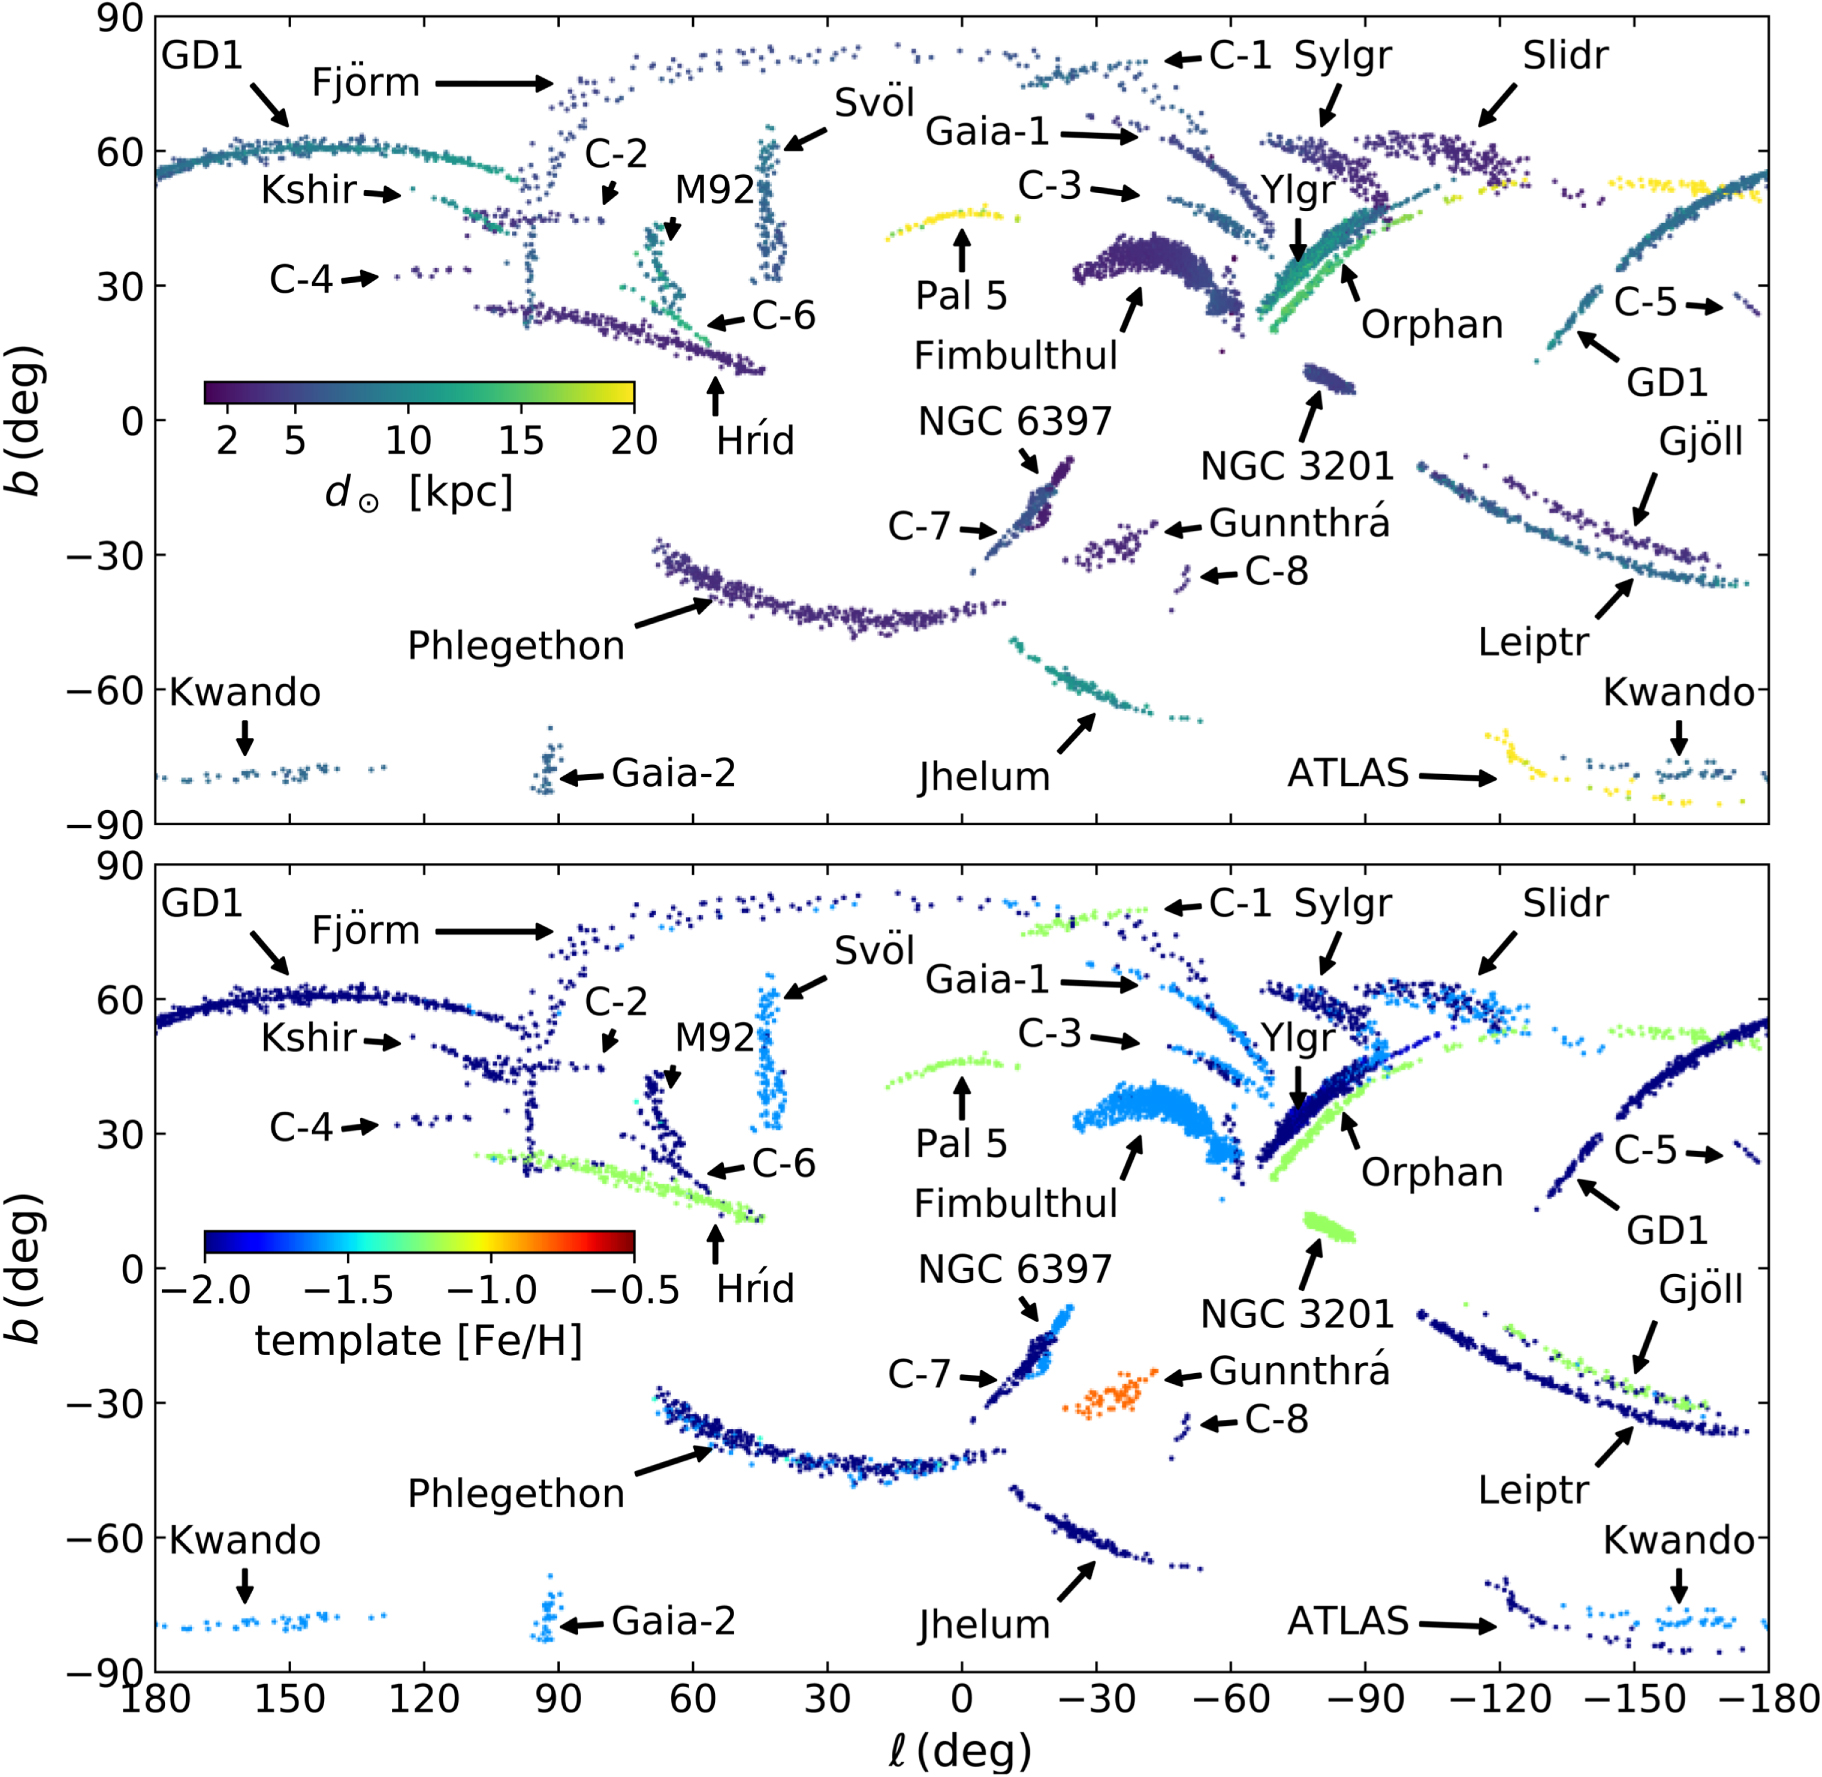 90
GD1
Fjörm
C-1 Sylgr
Slidr
Svöl
Gaia-1
60
C-2
Kshir
M92
C-3
Ylgr
C-4
30
Pal 5
C-6
Orphan
C-5
Fimbulthul
GD1
2 5 10 15 20
d⊙ [kpc]
Hríd
0
b (deg)
NGC 6397
NGC 3201
Gjöll
C-7
Gunnthrá
−30
C-8
Phlegethon
Leiptr
−60
Kwando
Kwando
Gaia-2
Jhelum
ATLAS
−90
90
GD1
Fjörm
C-1 Sylgr
Slidr
Svöl
Gaia-1
60
C-2
Kshir
M92
C-3
Ylgr
C-4
30
Pal 5
C-6
Orphan
C-5
Fimbulthul
GD1
−2.0 −1.5 −1.0 −0.5
template [Fe/H]
Hríd
0
b (deg)
NGC 6397
NGC 3201
Gjöll
C-7
Gunnthrá
−30
C-8
Phlegethon
Leiptr
−60
Kwando
Kwando
Gaia-2
Jhelum
ATLAS
−90
180 150 120 90 60 30 0 −30 −60 −90 −120 −150 −180
ℓ (deg)